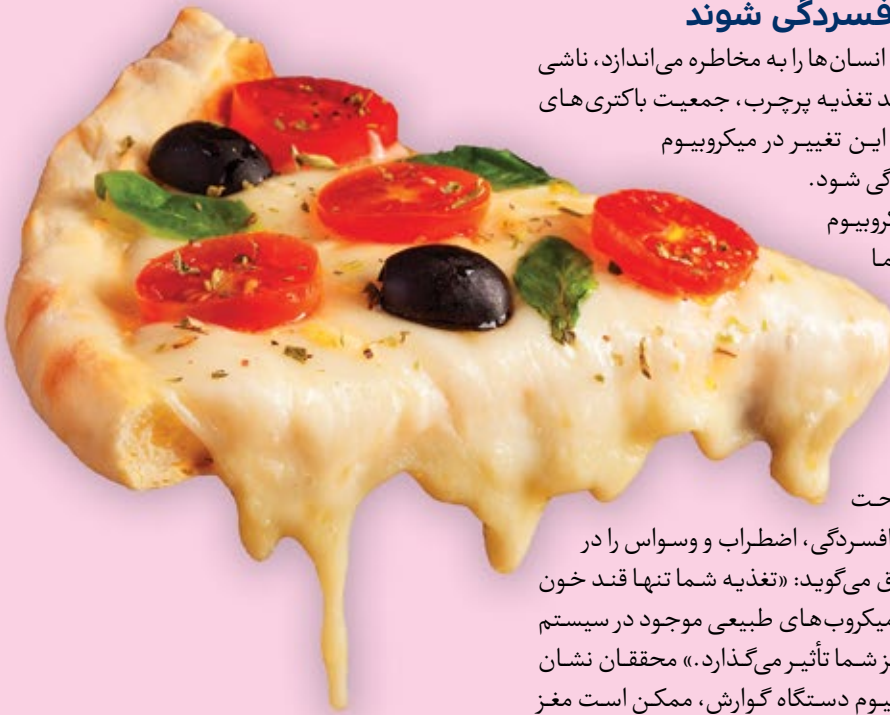 فسردگی شوند
انسان‌ها را به مخاطره می‌اندازد، ناشی
د تغذیه پرچرب، جمعیت باکتری‌های
این تغییر در میکروبیوم
گی شود.
کروبیوم
ما
حت
افسردگی، اضطراب و وسواس را در
ق می‌گوید: «تغذیه شما تنها قند خون
میکروب‌های طبیعی موجود در سیستم
ز شما تأثیر می‌گذارد.» محققان نشان
یوم دستگاه گوارش، ممکن است مغز